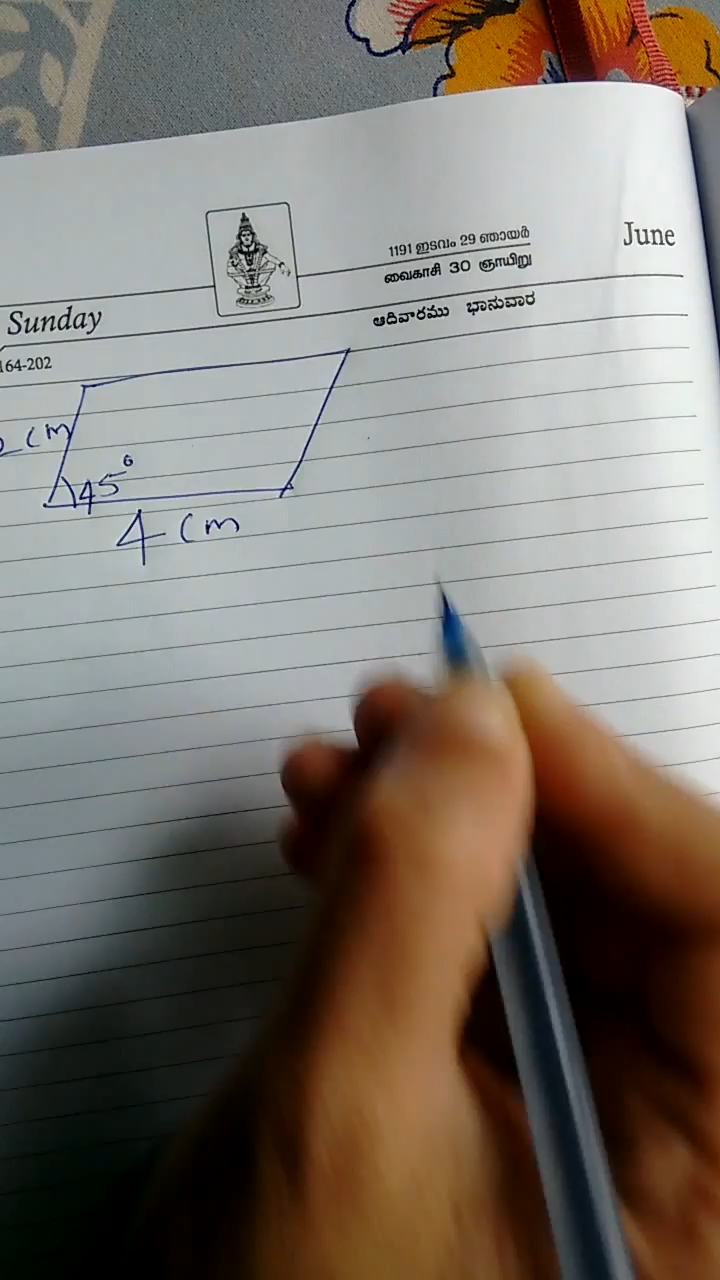 June
1191 ഇടവം 29 ഞായർ
வைகாசி 30 ஞாயிறு
Sunday
ఆదివారము ಭಾನುವಾರ
164-202
cm
45°
4 cm